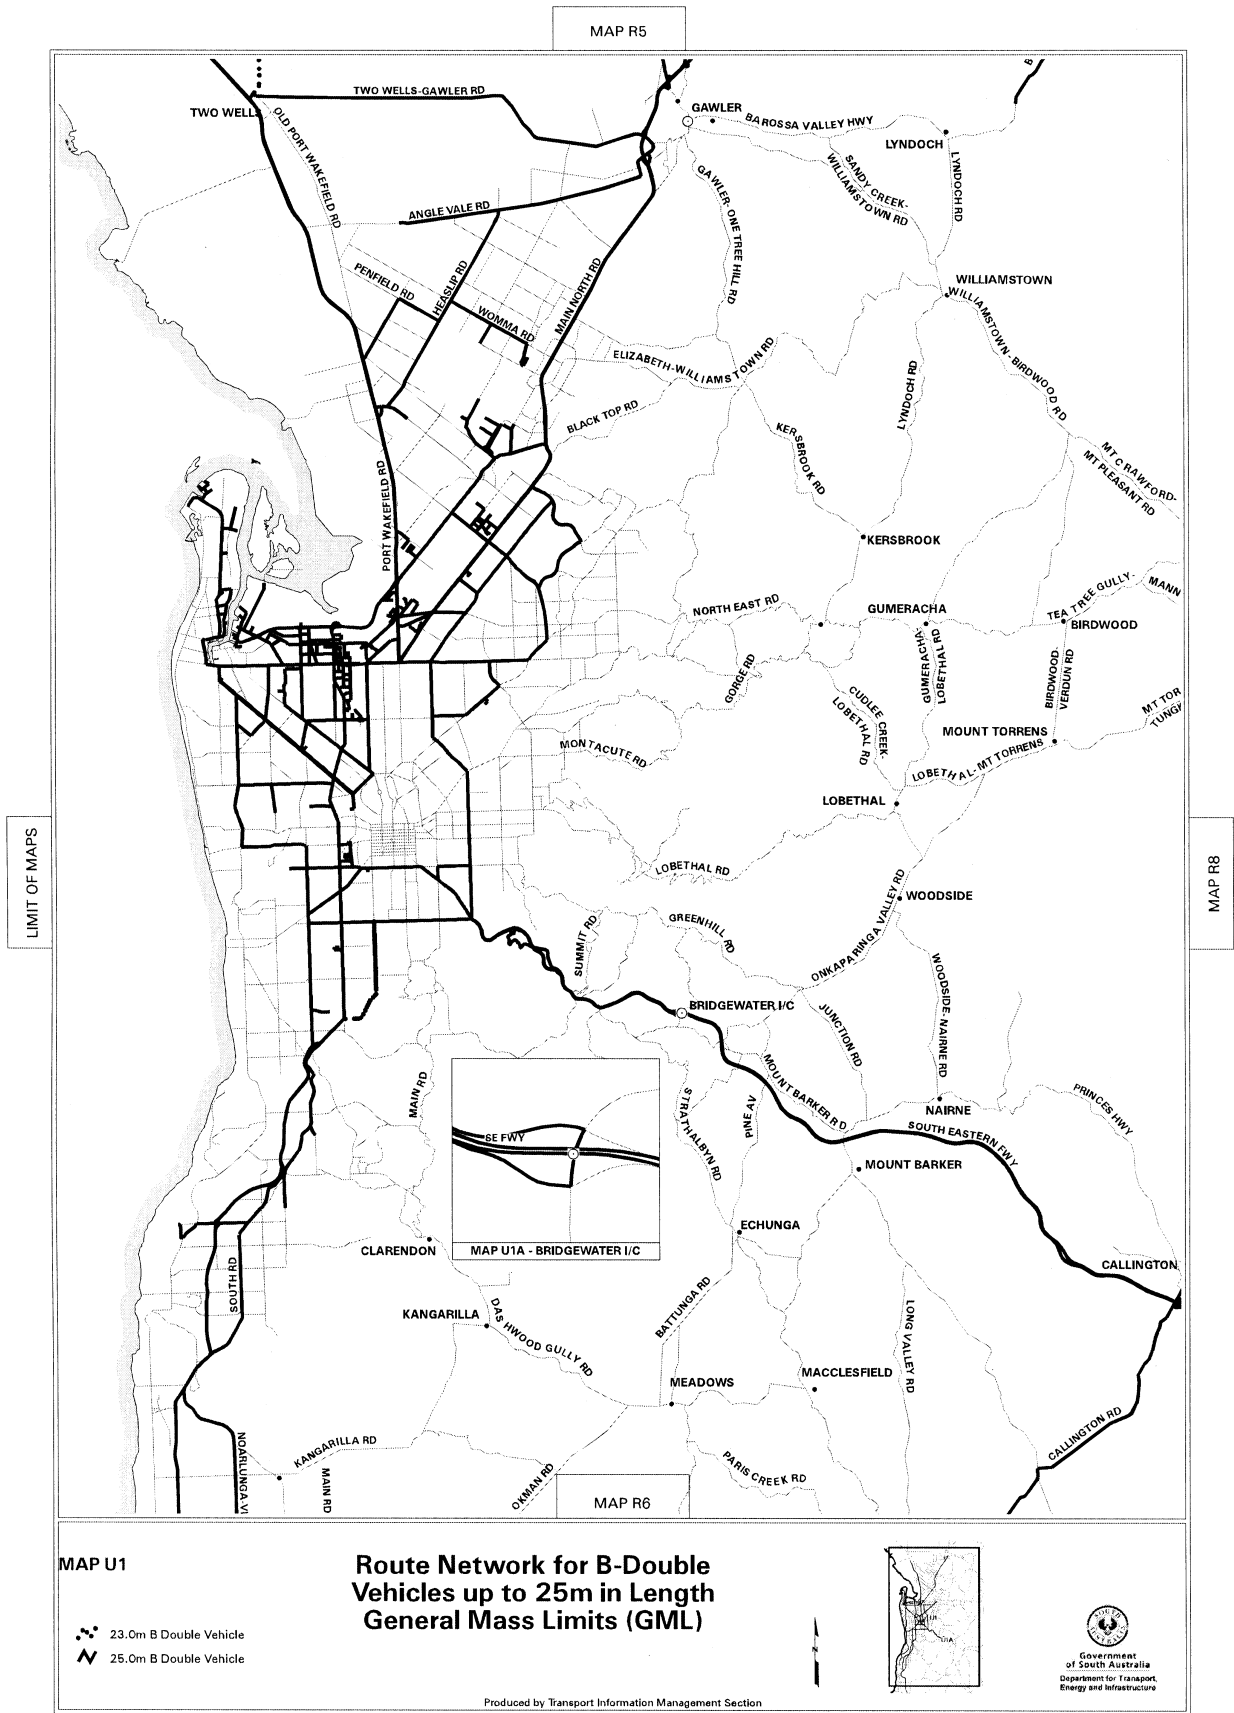 MAP R5
TWO WELLS-GAWLER RD
TWO WELLS
OLD PORT WAKEFIELD RD
GAWLER
BAROSSA VALLEY HWY
LYNDOCH
LYNDOCH RD
SANDY CREEK-
WILLIAMSTOWN RD
GAWLER-ONE TREE HILL RD
ANGLE VALE RD
PENFIELD RD
HEASLIP RD
WOMMA RD
MAIN NORTH RD
WILLIAMSTOWN
WILLIAMSTOWN-BIRDWOOD RD
ELIZABETH-WILLIAMSTOWN RD
LYNDOCH RD
BLACK TOP RD
KERSBROOK RD
MT CRAWFORD-
MT PLEASANT RD
PORT WAKEFIELD RD
KERSBROOK
NORTH EAST RD
GUMERACHA
TEA TREE GULLY-
MANN
BIRDWOOD
GUMERACHA-
LOBETHAL RD
BIRDWOOD-
VERDUN RD
GORGE RD
CUDLEE CREEK-
LOBETHAL RD
MT TOR
TUNGK
MOUNT TORRENS
MONTACUTE RD
LOBETHAL-MT TORRENS
LOBETHAL
LIMIT OF MAPS
MAP R8
LOBETHAL RD
WOODSIDE
ONKAPARINGA VALLEY RD
SUMMIT RD
GREENHILL RD
WOODSIDE-NAIRNE RD
BRIDGEWATER I/C
JUNCTION RD
MAIN RD
STRATHALBYN RD
PINE AV
MOUNT BARKER RD
NAIRNE
PRINCES HWY
SOUTH EASTERN FWY
SE FWY
MAP U1A - BRIDGEWATER I/C
MOUNT BARKER
ECHUNGA
CLARENDON
CALLINGTON
SOUTH RD
KANGARILLA
DASHWOOD GULLY RD
BATTUNGA RD
LONG VALLEY RD
MACCLESFIELD
MEADOWS
CALLINGTON RD
NOARLUNGA-VI
KANGARILLA RD
MAIN RD
OKMAN RD
PARIS CREEK RD
MAP R6
MAP U1
Route Network for B-Double
Vehicles up to 25m in Length
General Mass Limits (GML)
23.0m B Double Vehicle
25.0m B Double Vehicle
N
SOUTH
AUSTRALIA
Government
of South Australia
Department for Transport,
Energy and Infrastructure
Produced by Transport Information Management Section